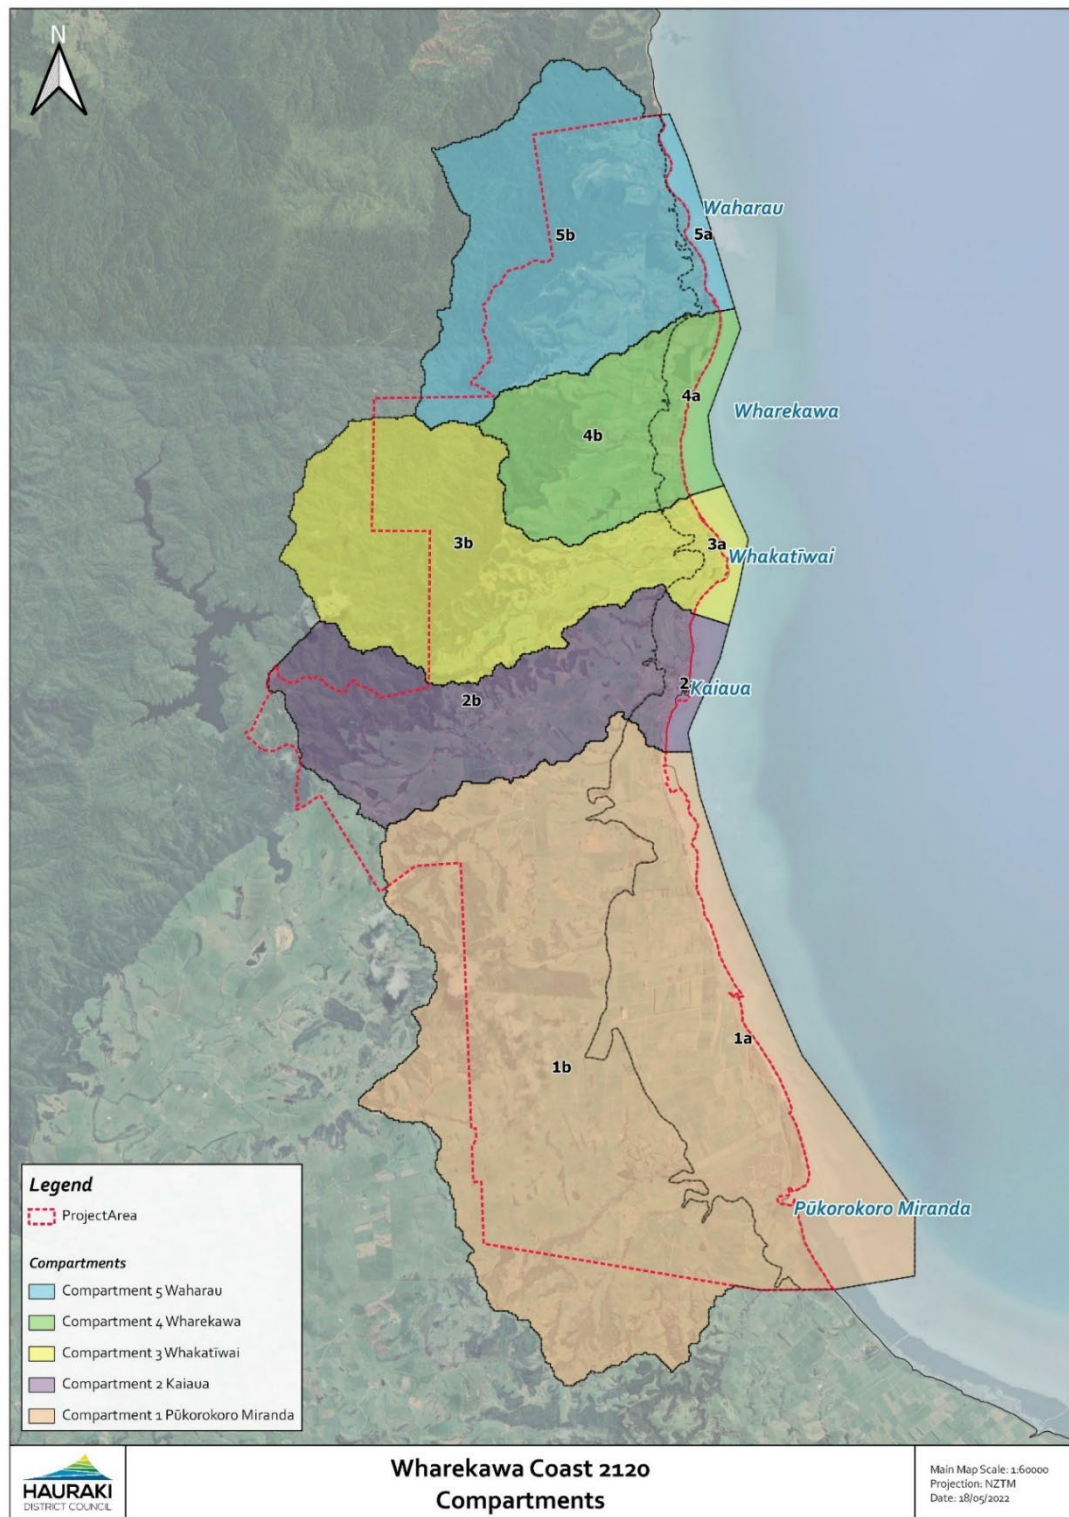 N
Waharau
5b
5a
4a
Wharekawa
4b
3b
3a
Whakatīwai
2b
2
Kaiaua
1a
1b
Pūkorokoro Miranda
Legend
ProjectArea
Compartments
Compartment 5 Waharau
Compartment 4 Wharekawa
Compartment 3 Whakatīwai
Compartment 2 Kaiaua
Compartment 1 Pūkorokoro Miranda
HAURAKI
DISTRICT COUNCIL
Wharekawa Coast 2120
Compartments
Main Map Scale: 1:60000
Projection: NZTM
Date: 18/05/2022